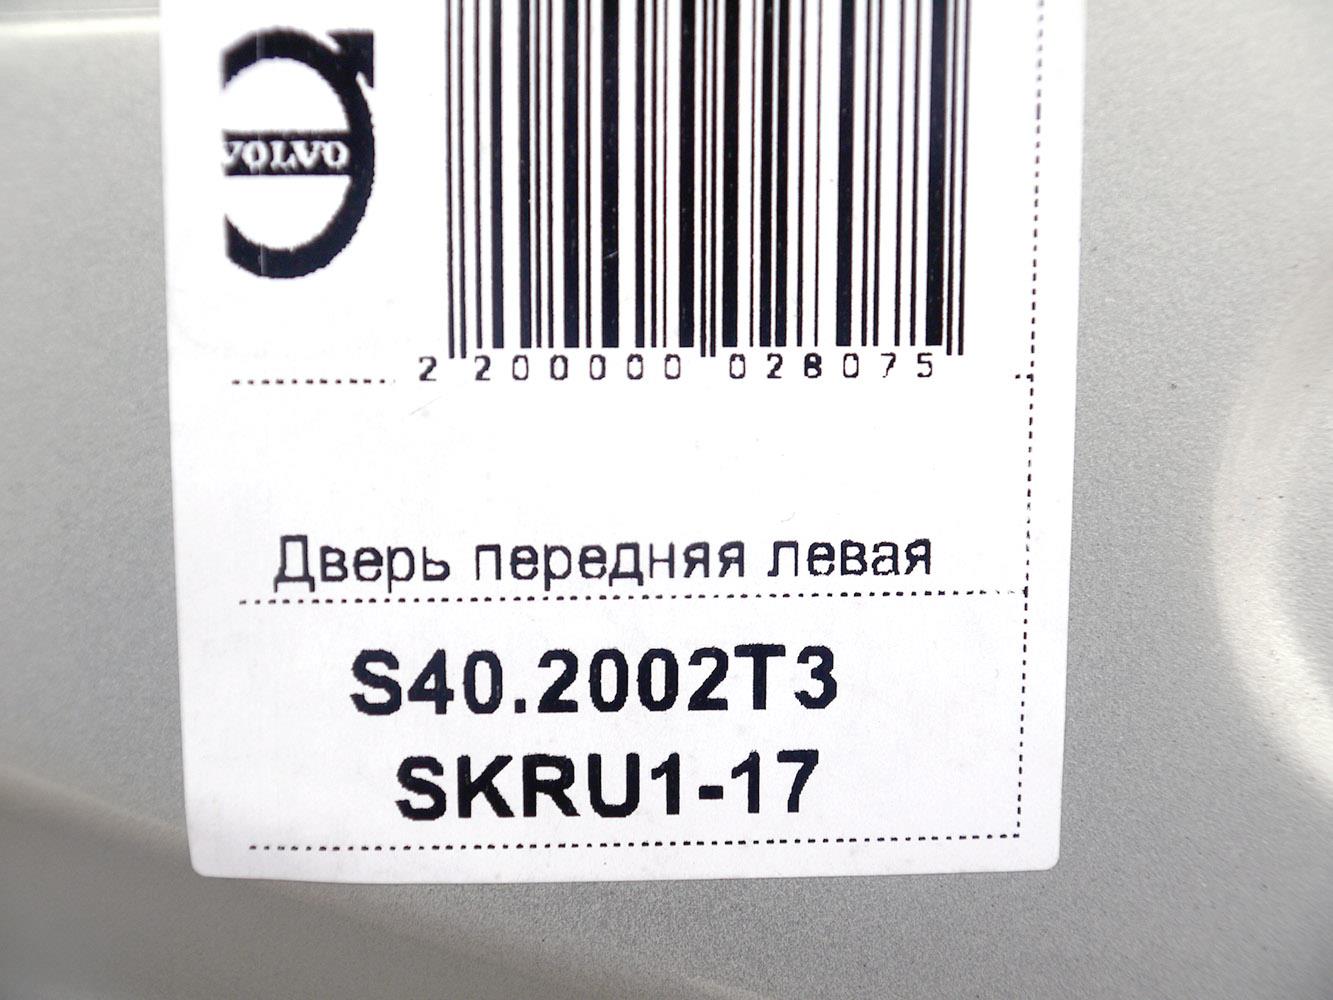 VOLVO
2 200000 028075
Дверь передняя левая
S40.2002T3
SKRU1-17